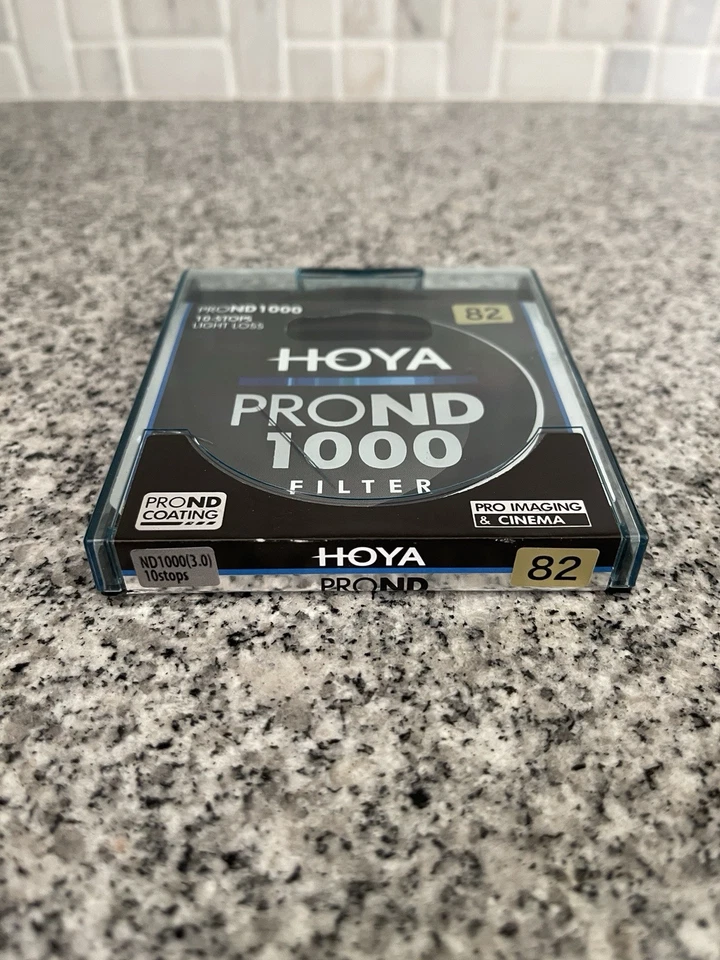 PROND1000
10-STOPS
LIGHT LOSS
82
HOYA
PROND
1000
FILTER
PROND
COATING
PRO IMAGING
& CINEMA
ND1000(3.0)
10stops
HOYA
PROND
82